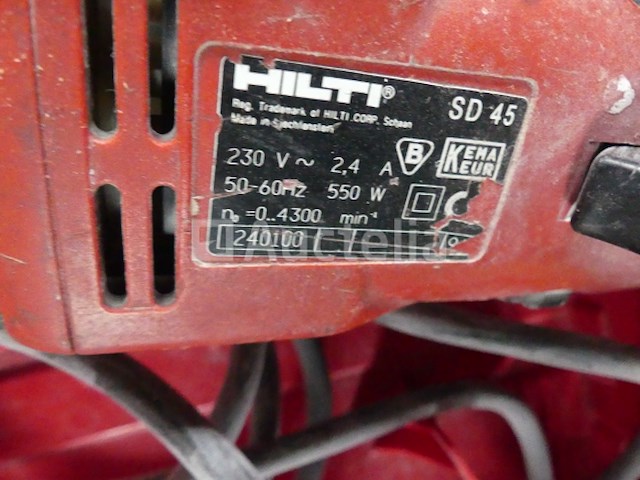 HILTI® SD 45
Reg. Trademark of HILTI CORP. Schaan
Made in Liechtenstein
230 V ~ 2,4 A B KEMA KEUR
50-60Hz 550 W
n₀ =0..4300 min⁻¹
240100
Auctelia